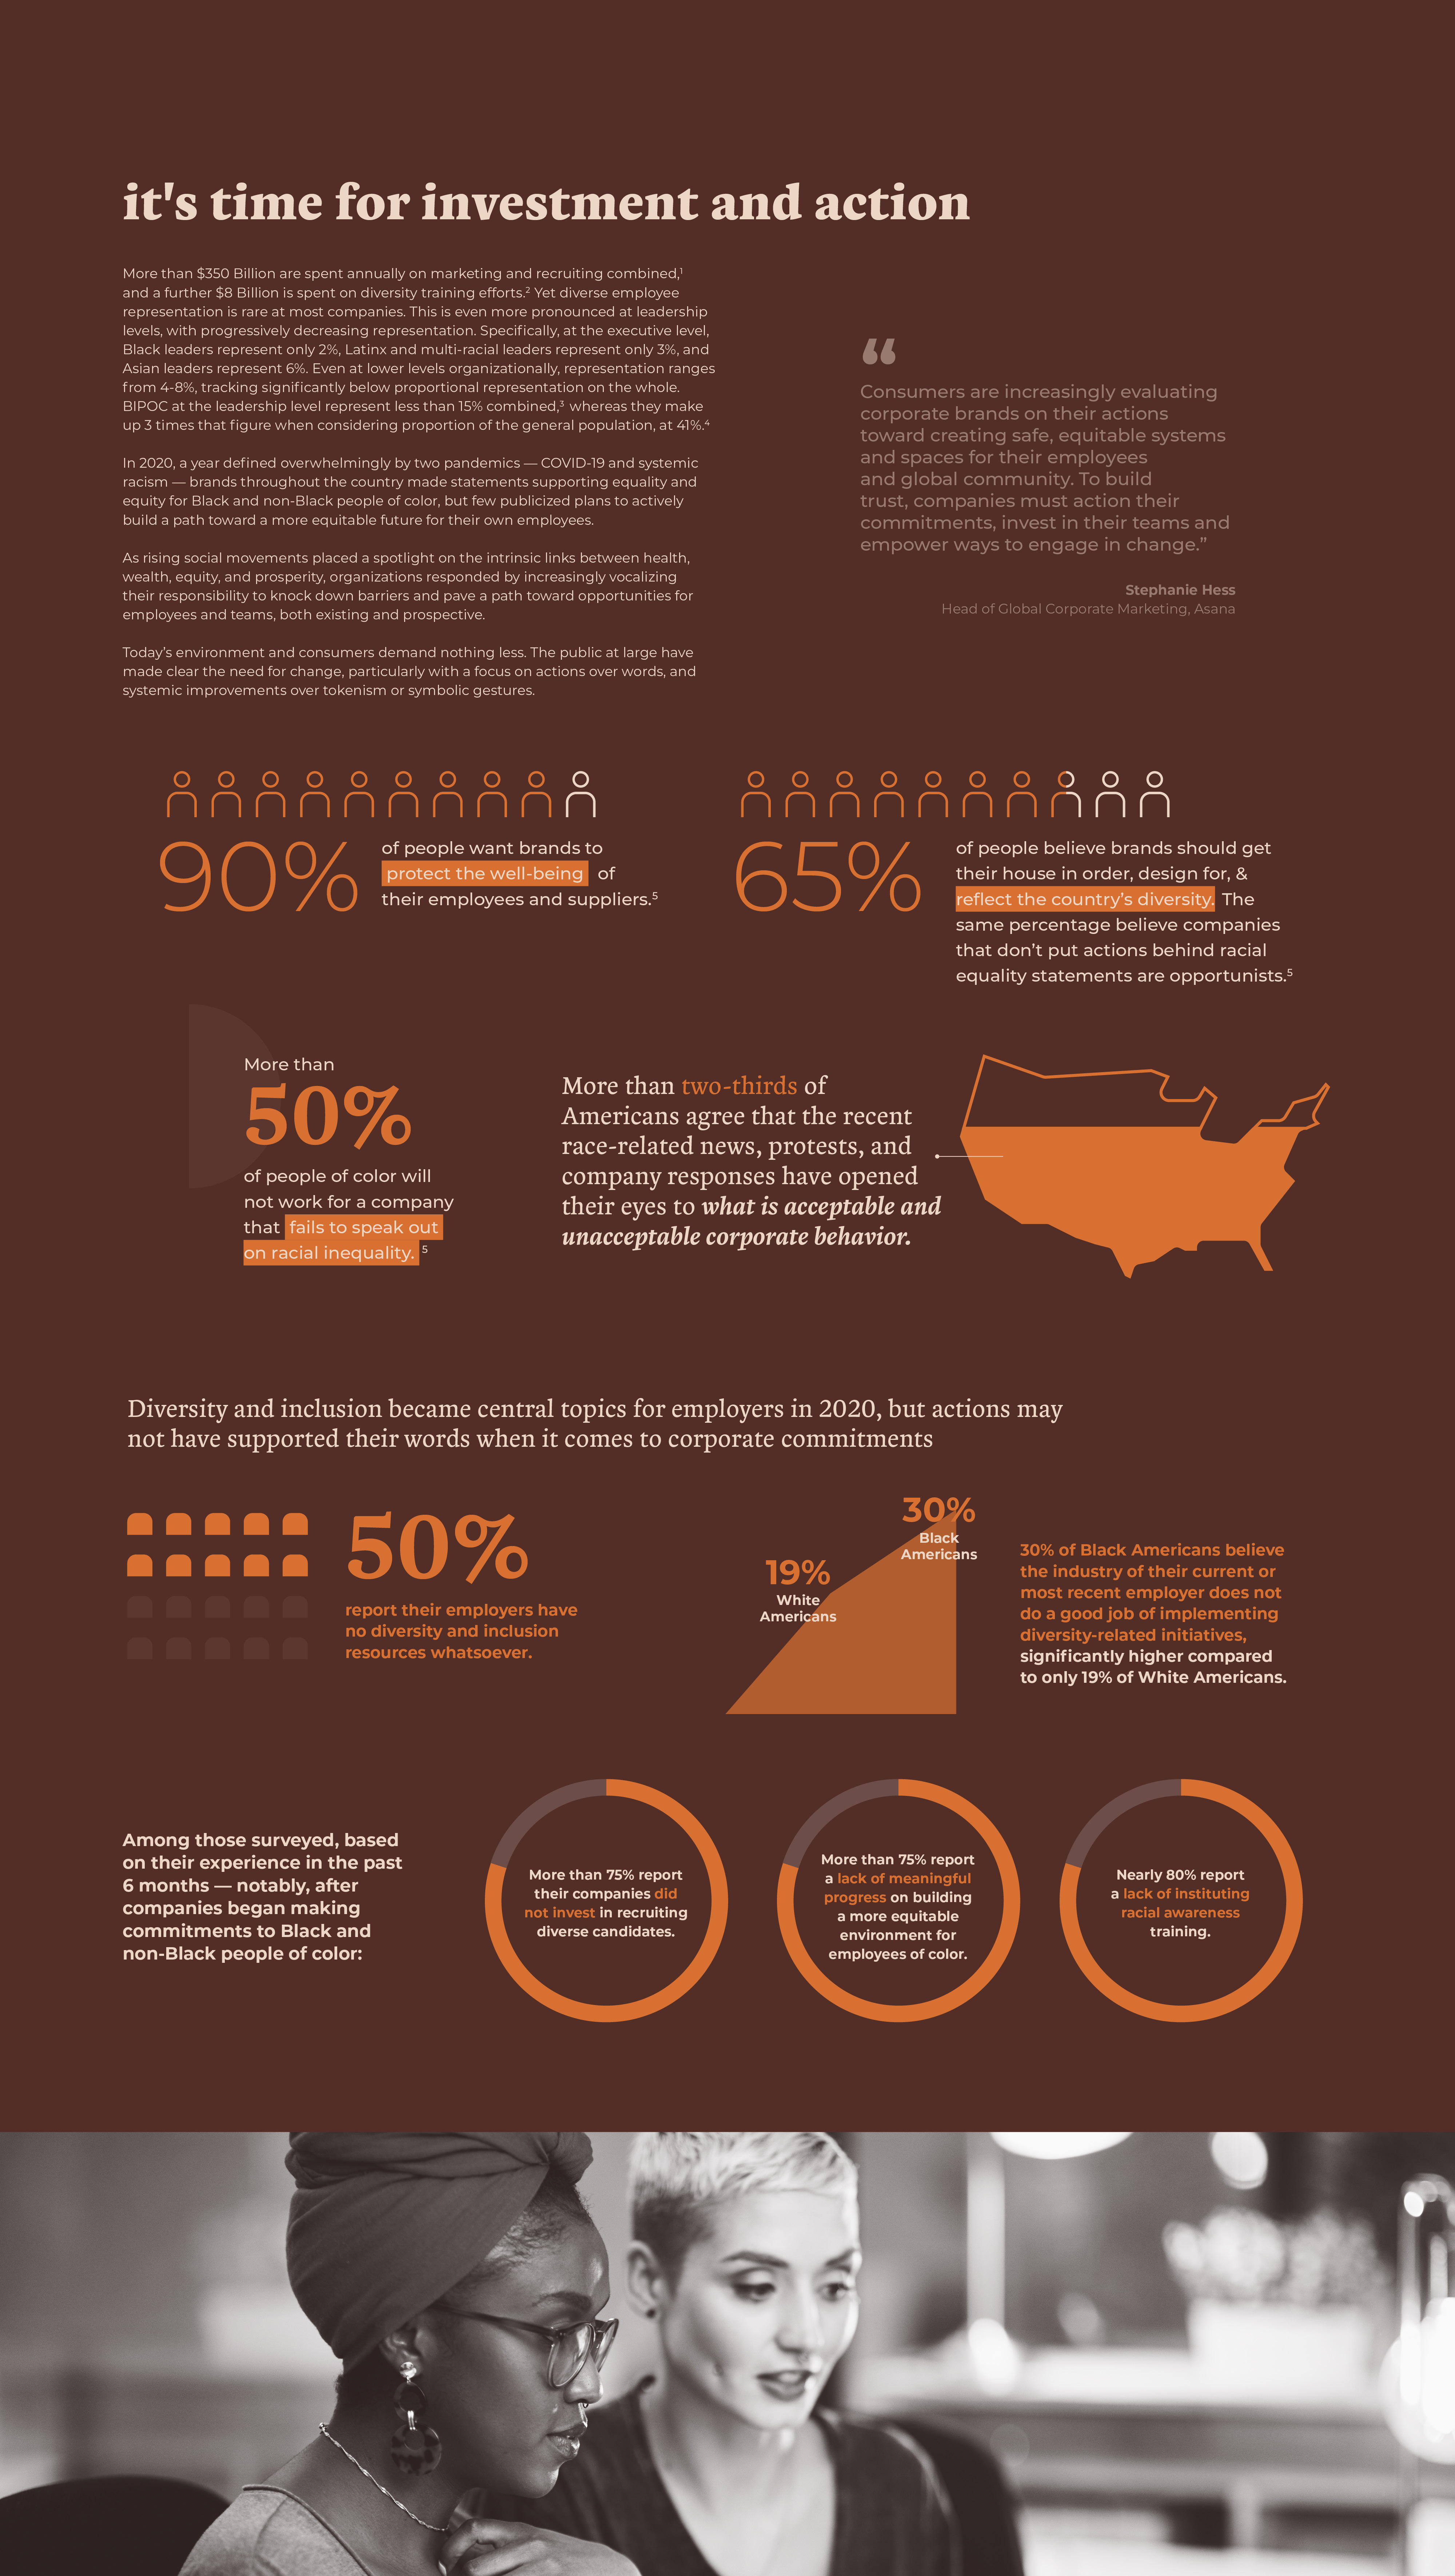 it's time for investment and action
More than $350 Billion are spent annually on marketing and recruiting combined,¹
and a further $8 Billion is spent on diversity training efforts.² Yet diverse employee
representation is rare at most companies. This is even more pronounced at leadership
levels, with progressively decreasing representation. Specifically, at the executive level,
Black leaders represent only 2%, Latinx and multi-racial leaders represent only 3%, and
Asian leaders represent 6%. Even at lower levels organizationally, representation ranges
from 4-8%, tracking significantly below proportional representation on the whole.
BIPOC at the leadership level represent less than 15% combined,³ whereas they make
up 3 times that figure when considering proportion of the general population, at 41%.⁴
In 2020, a year defined overwhelmingly by two pandemics — COVID-19 and systemic
racism — brands throughout the country made statements supporting equality and
equity for Black and non-Black people of color, but few publicized plans to actively
build a path toward a more equitable future for their own employees.
As rising social movements placed a spotlight on the intrinsic links between health,
wealth, equity, and prosperity, organizations responded by increasingly vocalizing
their responsibility to knock down barriers and pave a path toward opportunities for
employees and teams, both existing and prospective.
Today’s environment and consumers demand nothing less. The public at large have
made clear the need for change, particularly with a focus on actions over words, and
systemic improvements over tokenism or symbolic gestures.
“
Consumers are increasingly evaluating
corporate brands on their actions
toward creating safe, equitable systems
and spaces for their employees
and global community. To build
trust, companies must action their
commitments, invest in their teams and
empower ways to engage in change.”
Stephanie Hess
Head of Global Corporate Marketing, Asana
90%
of people want brands to
protect the well-being of
their employees and suppliers.⁵
65%
of people believe brands should get
their house in order, design for, &
reflect the country’s diversity. The
same percentage believe companies
that don’t put actions behind racial
equality statements are opportunists.⁵
More than
50%
of people of color will
not work for a company
that fails to speak out
on racial inequality. ⁵
More than two-thirds of
Americans agree that the recent
race-related news, protests, and
company responses have opened
their eyes to what is acceptable and
unacceptable corporate behavior.
Diversity and inclusion became central topics for employers in 2020, but actions may
not have supported their words when it comes to corporate commitments
50%
report their employers have
no diversity and inclusion
resources whatsoever.
19%
White
Americans
30%
Black
Americans
30% of Black Americans believe
the industry of their current or
most recent employer does not
do a good job of implementing
diversity-related initiatives,
significantly higher compared
to only 19% of White Americans.
Among those surveyed, based
on their experience in the past
6 months — notably, after
companies began making
commitments to Black and
non-Black people of color:
More than 75% report
their companies did
not invest in recruiting
diverse candidates.
More than 75% report
a lack of meaningful
progress on building
a more equitable
environment for
employees of color.
Nearly 80% report
a lack of instituting
racial awareness
training.